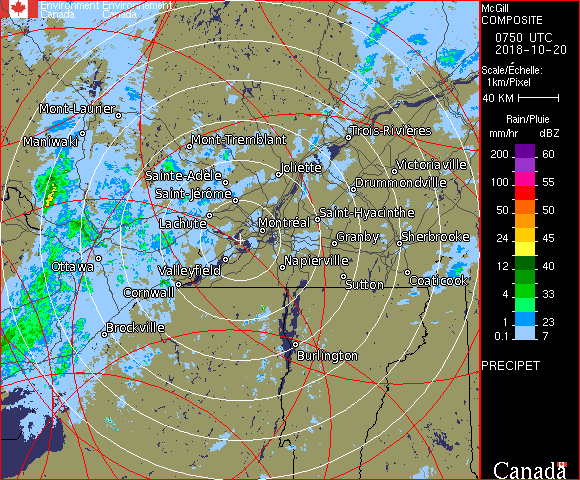 Environment Environnement
Canada Canada
Mont-Laurier
Maniwaki
Mont-Tremblant
Trois-Rivières
Sainte-Adèle
Joliette
Victoriaville
Saint-Jérôme
Drummondville
Lachute
Montréal
Saint-Hyacinthe
Granby
Sherbrooke
Ottawa
Valleyfield
Napierville
Cornwall
Sutton
Coaticook
Brockville
Burlington
McGill
COMPOSITE
0750 UTC
2018-10-20
Scale/Échelle:
1km/Pixel
40 KM
Rain/Pluie
mm/hr dBZ
200 60
100 55
50 50
24 45
12 40
4 33
1 23
0.1 7
PRECIPET
Canada